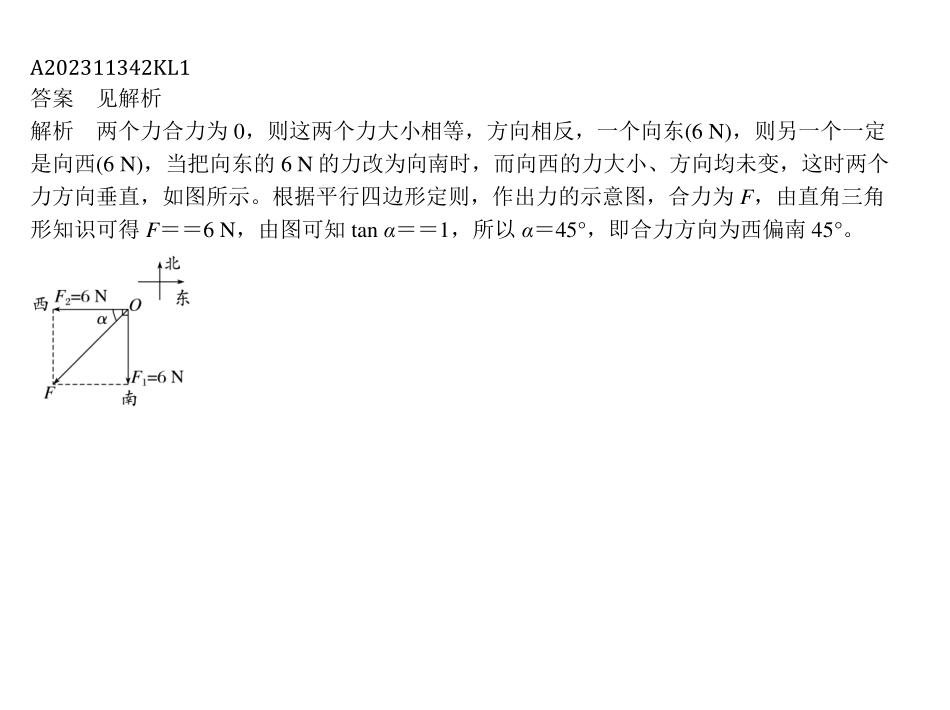 A202311342KL1
答案　见解析
解析　两个力合力为 0，则这两个力大小相等，方向相反，一个向东(6 N)，则另一个一定
是向西(6 N)，当把向东的 6 N 的力改为向南时，而向西的力大小、方向均未变，这时两个
力方向垂直，如图所示。根据平行四边形定则，作出力的示意图，合力为 F，由直角三角
形知识可得 F＝＝6 N，由图可知 tan α＝＝1，所以 α＝45°，即合力方向为西偏南 45°。
北
东
西 F₂=6 N O
α
F₁=6 N
F
南